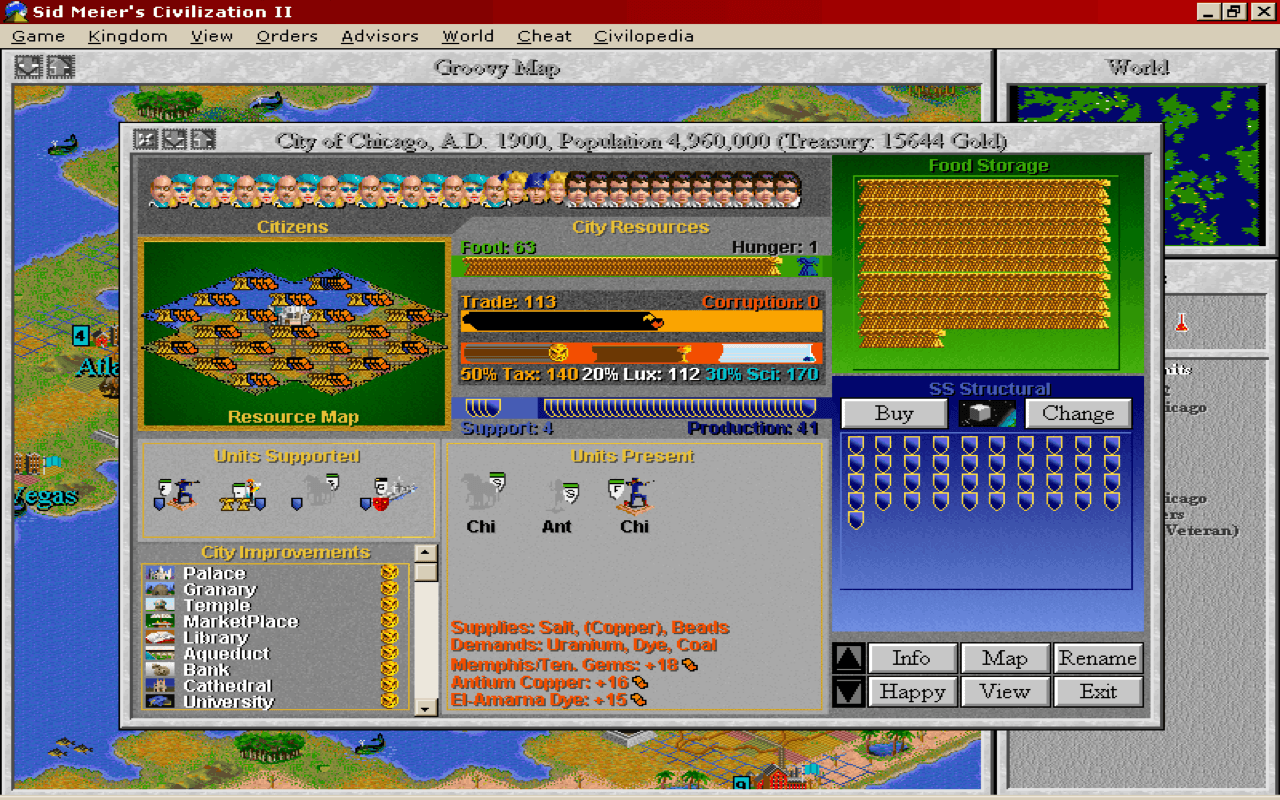 Sid Meier's Civilization II
Game Kingdom View Orders Advisors World Cheat Civilopedia
Groovy Map
World
City of Chicago, A.D. 1900, Population 4,960,000 (Treasury: 15644 Gold)
Citizens
City Resources
Food: 63 Hunger: 1
Trade: 113 Corruption: 0
50% Tax: 140 20% Lux: 112 30% Sci: 170
Support: 4 Production: 41
Resource Map
Food Storage
SS Structural
Buy Change
Units Supported
F
F
S
S
Units Present
S
S
F
Chi Ant Chi
City Improvements
Palace
Granary
Temple
MarketPlace
Library
Aqueduct
Bank
Cathedral
University
Supplies: Salt, (Copper), Beads
Demands: Uranium, Dye, Coal
Memphis/Ten. Gems: +18
Antium Copper: +16
El-Amarna Dye: +15
Info Map Rename
Happy View Exit
4
Atla
Vegas
9
nits
icago
icago
ers
(Veteran)